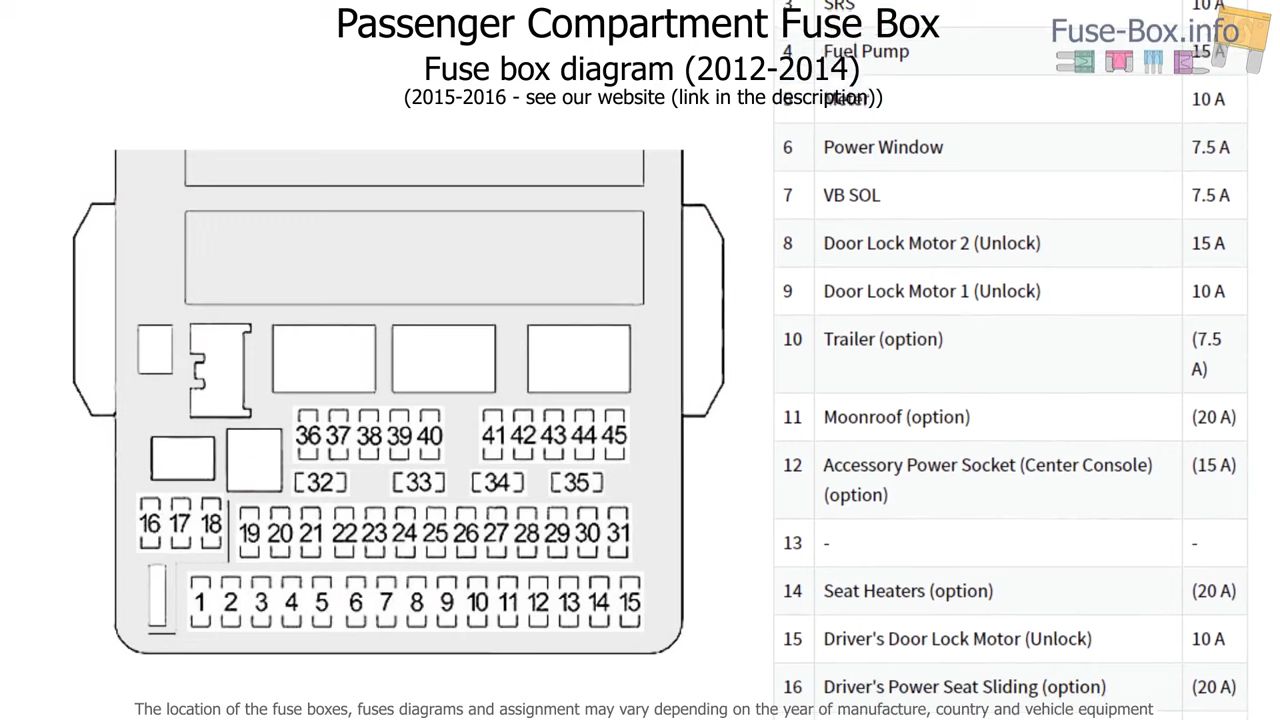 Passenger Compartment Fuse Box
Fuse box diagram (2012-2014)
(2015-2016 - see our website (link in the description))
Fuse-Box.info
3 SRS 10 A
4 Fuel Pump 15 A
5 Meter 10 A
6 Power Window 7.5 A
7 VB SOL 7.5 A
8 Door Lock Motor 2 (Unlock) 15 A
9 Door Lock Motor 1 (Unlock) 10 A
10 Trailer (option) (7.5
A)
11 Moonroof (option) (20 A)
12 Accessory Power Socket (Center Console) (15 A)
(option)
13 - -
14 Seat Heaters (option) (20 A)
15 Driver's Door Lock Motor (Unlock) 10 A
16 Driver's Power Seat Sliding (option) (20 A)
36 37 38 39 40 41 42 43 44 45
32 33 34 35
16 17 18 19 20 21 22 23 24 25 26 27 28 29 30 31
1 2 3 4 5 6 7 8 9 10 11 12 13 14 15
The location of the fuse boxes, fuses diagrams and assignment may vary depending on the year of manufacture, country and vehicle equipment